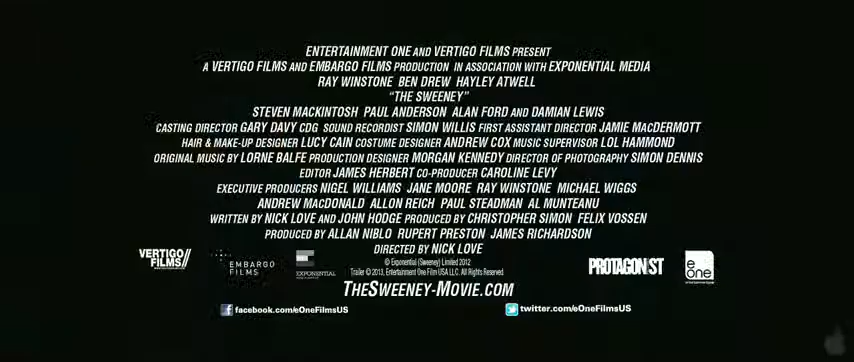 ENTERTAINMENT ONE AND VERTIGO FILMS PRESENT
A VERTIGO FILMS AND EMBARGO FILMS PRODUCTION IN ASSOCIATION WITH EXPONENTIAL MEDIA
RAY WINSTONE BEN DREW HAYLEY ATWELL
"THE SWEENEY"
STEVEN MACKINTOSH PAUL ANDERSON ALAN FORD AND DAMIAN LEWIS
CASTING DIRECTOR GARY DAVY CDG SOUND RECORDIST SIMON WILLIS FIRST ASSISTANT DIRECTOR JAMIE MACDERMOTT
HAIR & MAKE-UP DESIGNER LUCY CAIN COSTUME DESIGNER ANDREW COX MUSIC SUPERVISOR LOL HAMMOND
ORIGINAL MUSIC BY LORNE BALFE PRODUCTION DESIGNER MORGAN KENNEDY DIRECTOR OF PHOTOGRAPHY SIMON DENNIS
EDITOR JAMES HERBERT CO-PRODUCER CAROLINE LEVY
EXECUTIVE PRODUCERS NIGEL WILLIAMS JANE MOORE RAY WINSTONE MICHAEL WIGGS
ANDREW MACDONALD ALLON REICH PAUL STEADMAN AL MUNTEANU
WRITTEN BY NICK LOVE AND JOHN HODGE PRODUCED BY CHRISTOPHER SIMON FELIX VOSSEN
PRODUCED BY ALLAN NIBLO RUPERT PRESTON JAMES RICHARDSON
DIRECTED BY NICK LOVE
VERTIGO
FILMS//
EMBARGO
FILMS
EXPONENTIAL
© Exponential (Sweeney) Limited 2012
Trailer © 2013, Entertainment One Film USA LLC. All Rights Reserved
PROTAGONIST
e
one
THESWEENEY-MOVIE.COM
facebook.com/eOneFilmsUS
twitter.com/eOneFilmsUS